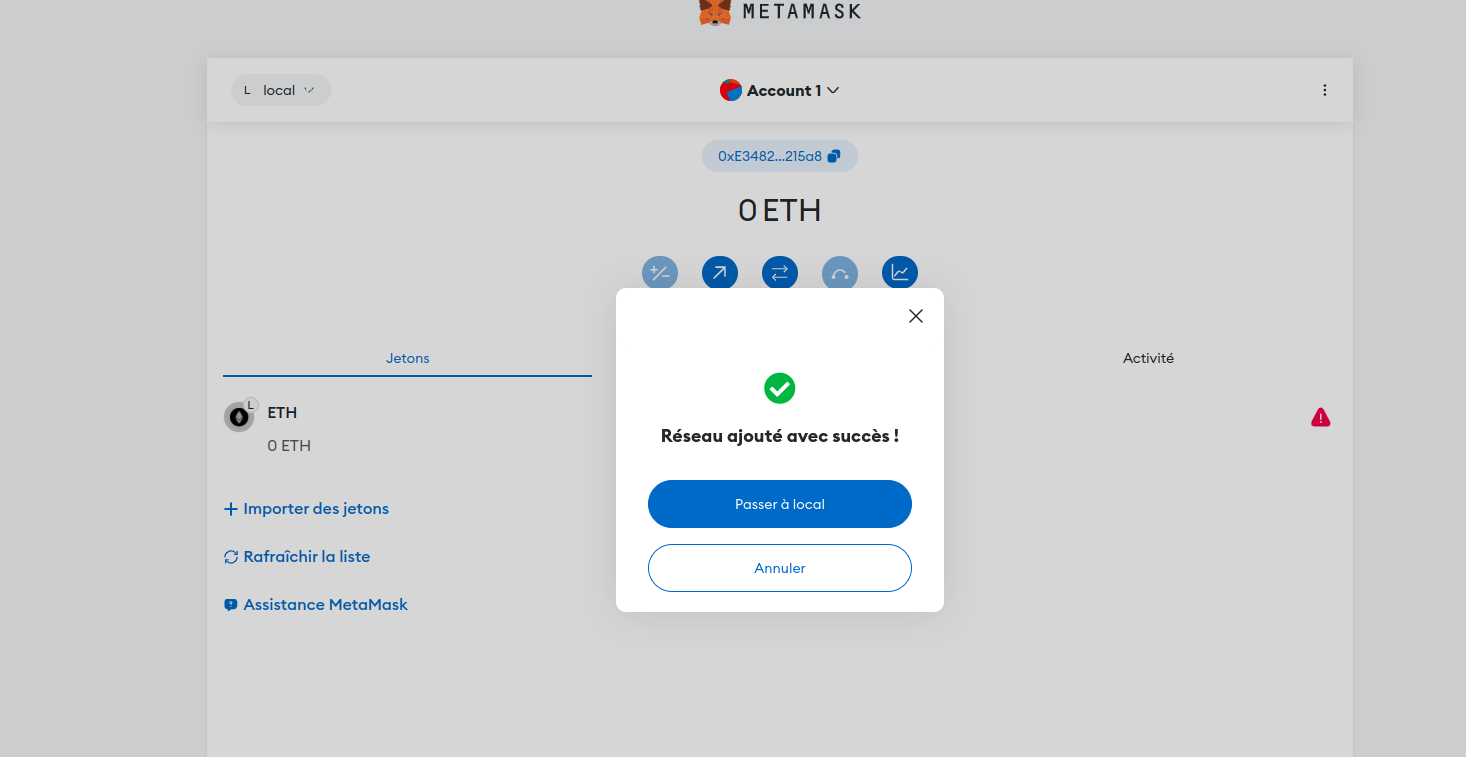 METAMASK
L local
Account 1
0xE3482...215a8
0 ETH
Jetons
Activité
L
ETH
0 ETH
Réseau ajouté avec succès !
Passer à local
Annuler
Importer des jetons
Rafraîchir la liste
Assistance MetaMask